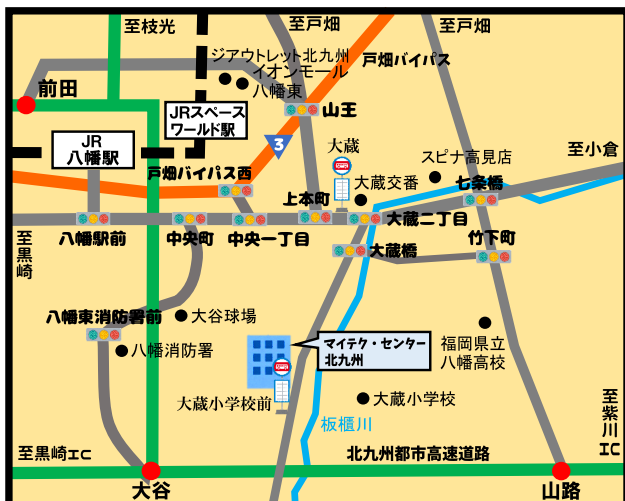 至枝光
至戸畑
至戸畑
ジアウトレット北九州
イオンモール
八幡東
戸畑バイパス
前田
JRスペース
ワールド駅
山王
3
JR
八幡駅
大蔵
スピナ高見店
至小倉
戸畑バイパス西
大蔵交番
七条橋
上本町
八幡駅前
中央町
中央一丁目
大蔵二丁目
至黒崎
大蔵橋
竹下町
八幡東消防署前
大谷球場
八幡消防署
マイテク・センター
北九州
福岡県立
八幡高校
大蔵小学校前
大蔵小学校
板櫃川
至紫川IC
至黒崎IC
北九州都市高速道路
大谷
山路